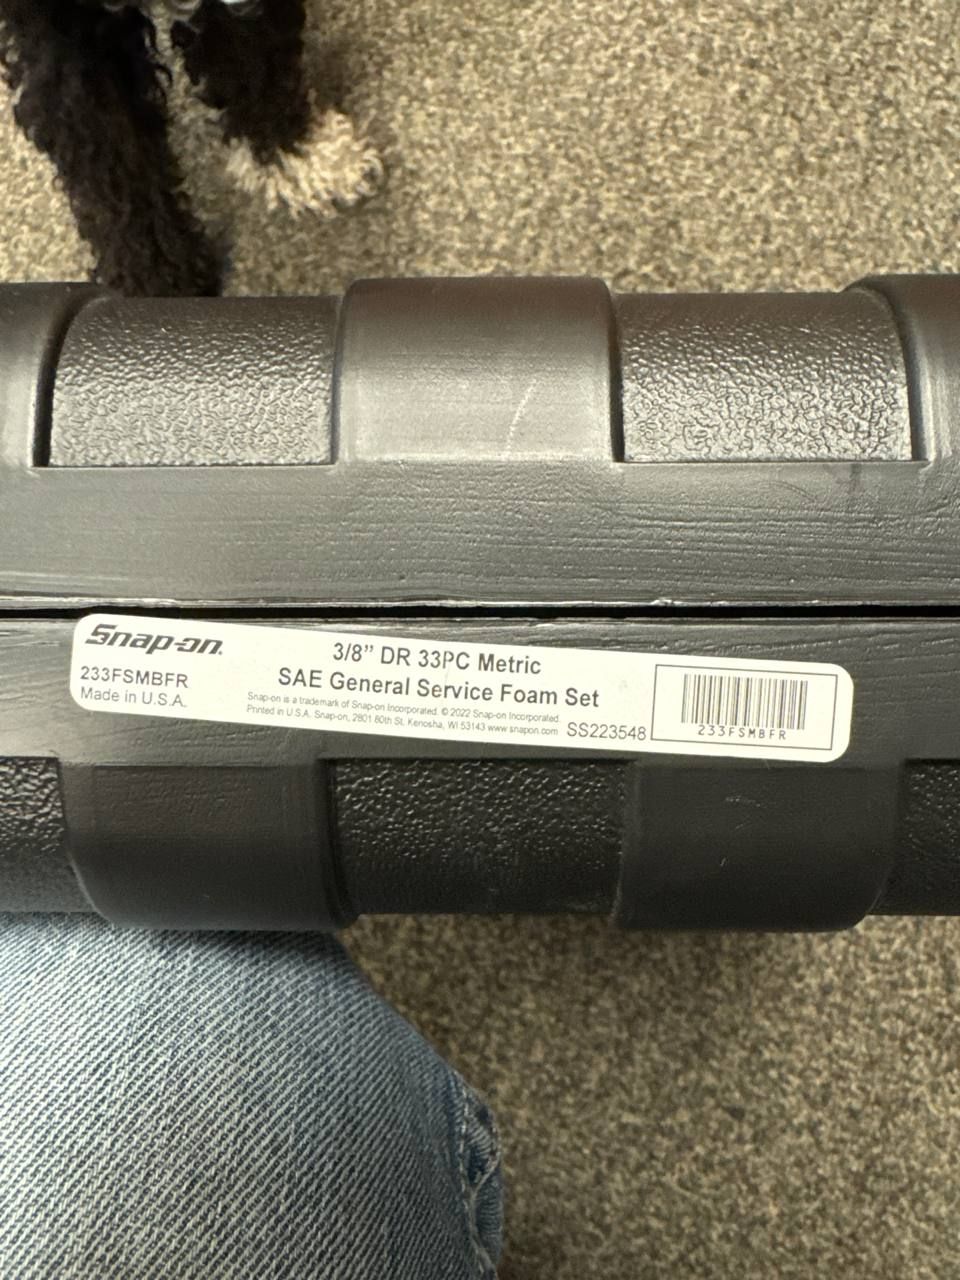 Snap-on
233FSMBFR
Made in U.S.A.
3/8” DR 33PC Metric
SAE General Service Foam Set
Snap-on is a trademark of Snap-on Incorporated. © 2022 Snap-on Incorporated.
Printed in U.S.A. Snap-on, 2801 80th St. Kenosha, WI 53143 www.snapon.com
SS223548
233FSMBFR